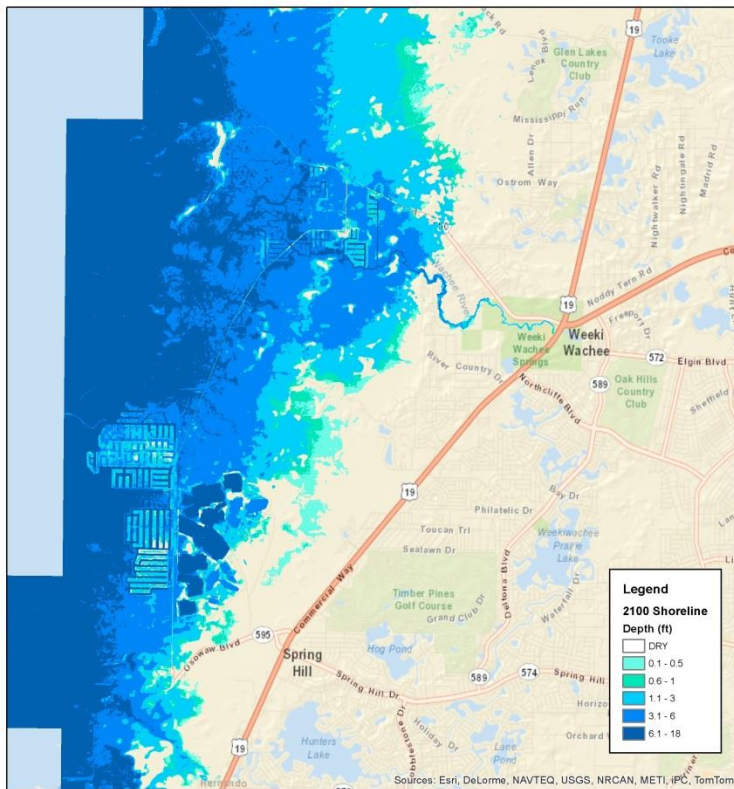 19
Tooke
Lake
Glen Lakes
Country
Club
Lenox Blvd
Mississippi Run
Allen Dr
Ostrom Way
Nightwalker Rd
Nightingale Rd
Madrid Rd
50
Wachee River
19
Noddy Tern Rd
Weeki
Wachee
Springs
Weeki
Wachee
Freeport Dr
572
Elgin Blvd
River Country Dr
Northcliffe Blvd
589
Oak Hills
Country
Club
Sheffield
19
Bay Dr
Philatelic Dr
Toucan Trl
Sealawn Dr
Weekiwachee
Prairie
Lake
Timber Pines
Golf Course
Grand Club Dr
Deltona Blvd
Waterfall Dr
Commercial Way
595
Osowaw Blvd
Spring
Hill
Hog Pond
Spring Hill Dr
589
574
Spring Hill
19
Hunters
Lake
Holiday Dr
Lane
Pond
Orchard
Hernando
Legend
2100 Shoreline
Depth (ft)
DRY
0.1 - 0.5
0.6 - 1
1.1 - 3
3.1 - 6
6.1 - 18
Sources: Esri, DeLorme, NAVTEQ, USGS, NRCAN, METI, iPC, TomTom